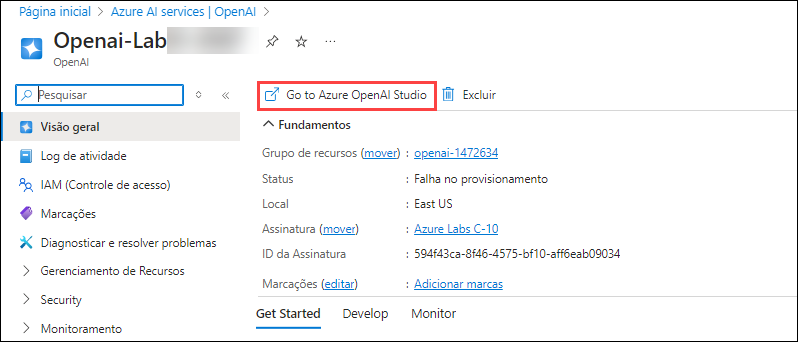 Página inicial > Azure AI services | OpenAI >
Openai-Lab
OpenAI
Pesquisar
Go to Azure OpenAI Studio
Excluir
Visão geral
Log de atividade
IAM (Controle de acesso)
Marcações
Diagnosticar e resolver problemas
Gerenciamento de Recursos
Security
Monitoramento
Fundamentos
Grupo de recursos (mover) : openai-1472634
Status : Falha no provisionamento
Local : East US
Assinatura (mover) : Azure Labs C-10
ID da Assinatura : 594f43ca-8f46-4575-bf10-aff6eab09034
Marcações (editar) : Adicionar marcas
Get Started Develop Monitor